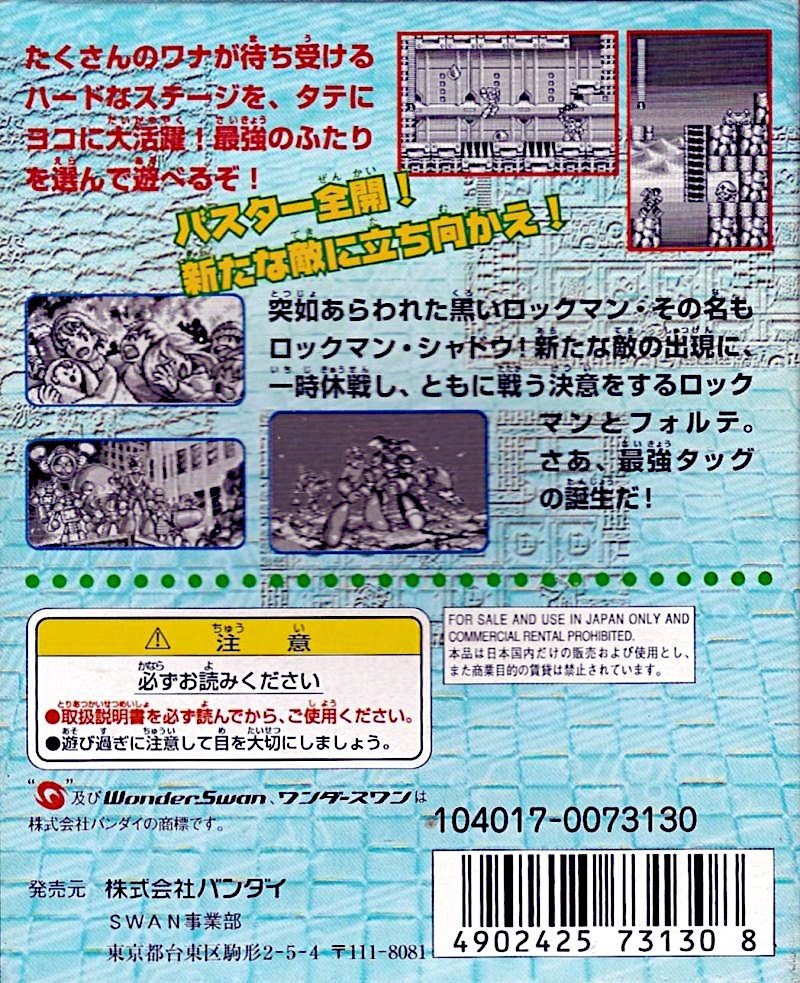 たくさんのワナが待ち受ける
ハードなステージを、タテに
ヨコに大活躍！最強のふたり
を選んで遊べるぞ！
バスター全開！
新たな敵に立ち向かえ！
突如あらわれた黒いロックマン・その名も
ロックマン・シャドウ！新たな敵の出現に、
一時休戦し、ともに戦う決意をするロック
マンとフォルテ。
さあ、最強タッグ
の誕生だ！
⚠ 注意
必ずお読みください
●取扱説明書を必ず読んでから、ご使用ください。
●遊び過ぎに注意して目を大切にしましょう。
FOR SALE AND USE IN JAPAN ONLY AND
COMMERCIAL RENTAL PROHIBITED.
本品は日本国内だけの販売および使用とし、
また商業目的の賃貸は禁止されています。
“ ”及びWonderSwan、ワンダースワンは
株式会社バンダイの商標です。
104017-0073130
発売元 株式会社バンダイ
SWAN事業部
東京都台東区駒形2-5-4 〒111-8081
4902425 73130 8